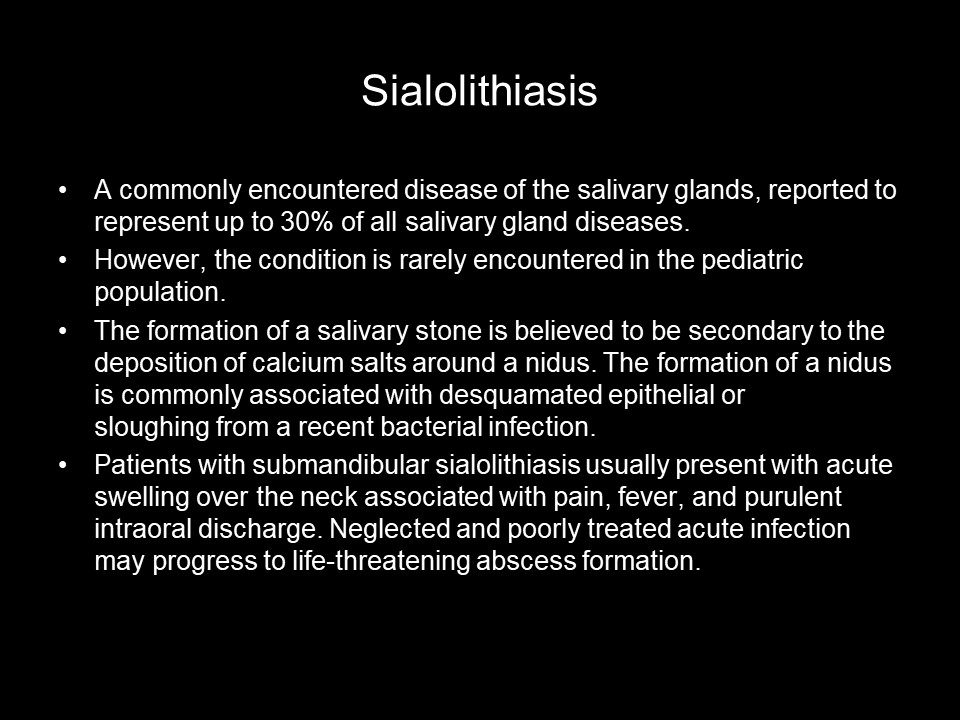 Sialolithiasis
• A commonly encountered disease of the salivary glands, reported to
represent up to 30% of all salivary gland diseases.
• However, the condition is rarely encountered in the pediatric
population.
• The formation of a salivary stone is believed to be secondary to the
deposition of calcium salts around a nidus. The formation of a nidus
is commonly associated with desquamated epithelial or
sloughing from a recent bacterial infection.
• Patients with submandibular sialolithiasis usually present with acute
swelling over the neck associated with pain, fever, and purulent
intraoral discharge. Neglected and poorly treated acute infection
may progress to life-threatening abscess formation.